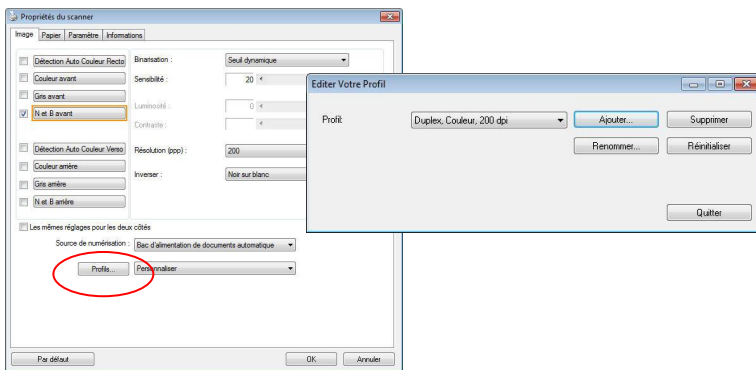 Propriétés du scanner
Image Papier Paramètre Informations
Détection Auto Couleur Recto
Couleur avant
Gris avant
N et B avant
Détection Auto Couleur Verso
Couleur arrière
Gris arrière
N et B arrière
Binarisation : Seuil dynamique
Sensibilité : 20
Luminosité : 0
Contraste :
Résolution (ppp) : 200
Inverser : Noir sur blanc
Les mêmes réglages pour les deux côtés
Source de numérisation : Bac d'alimentation de documents automatique
Profils... Personnaliser
Par défaut OK Annuler
Editer Votre Profil
Profil: Duplex, Couleur, 200 dpi Ajouter... Supprimer
Renommer... Réinitialiser
Quitter